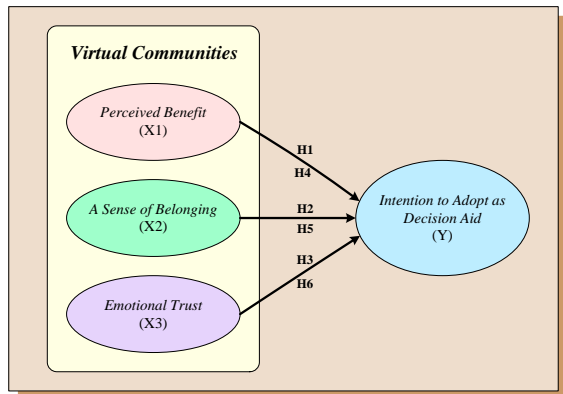 Virtual Communities
Perceived Benefit
(X1)
A Sense of Belonging
(X2)
Emotional Trust
(X3)
H1
H4
H2
H5
H3
H6
Intention to Adopt as
Decision Aid
(Y)